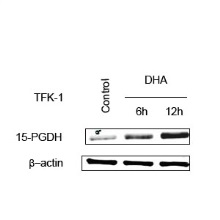 DHA
TFK-1
Control
6h
12h
15-PGDH
β–actin